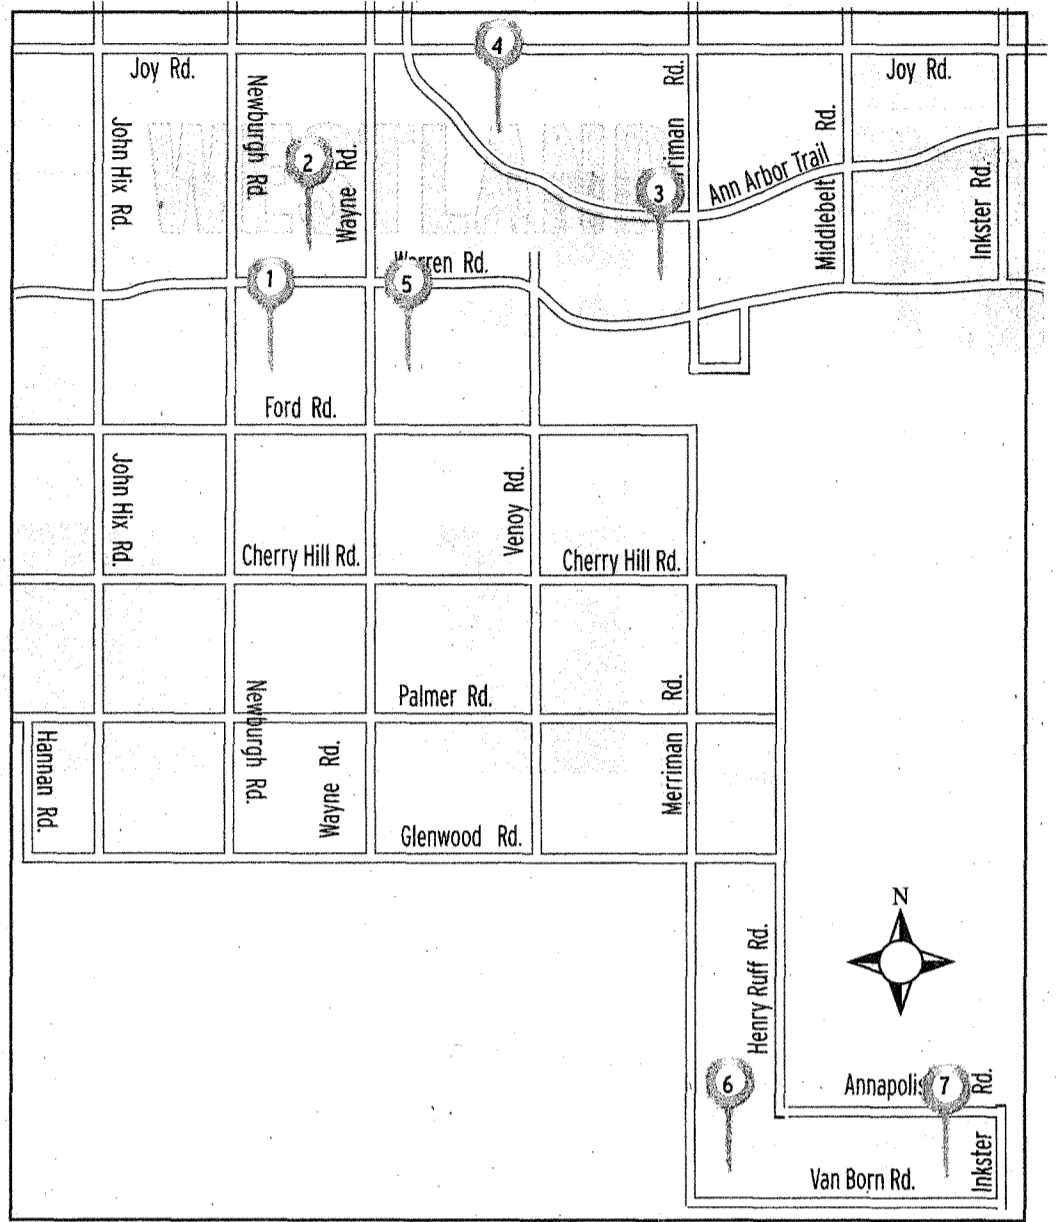 Joy Rd.
4
Joy Rd.
Newburgh Rd.
John Hix Rd.
2
Wayne Rd.
WESTLAND
Rd.
3
Ann Arbor Trail
Middlebelt Rd.
Inkster Rd.
1
Warren Rd.
5
Ford Rd.
John Hix Rd.
Venoy Rd.
Cherry Hill Rd.
Cherry Hill Rd.
Newburgh Rd.
Palmer Rd.
Merriman Rd.
Hannan Rd.
Wayne Rd.
Glenwood Rd.
N
Henry Ruff Rd.
6
Annapolis
7
Inkster Rd.
Van Born Rd.